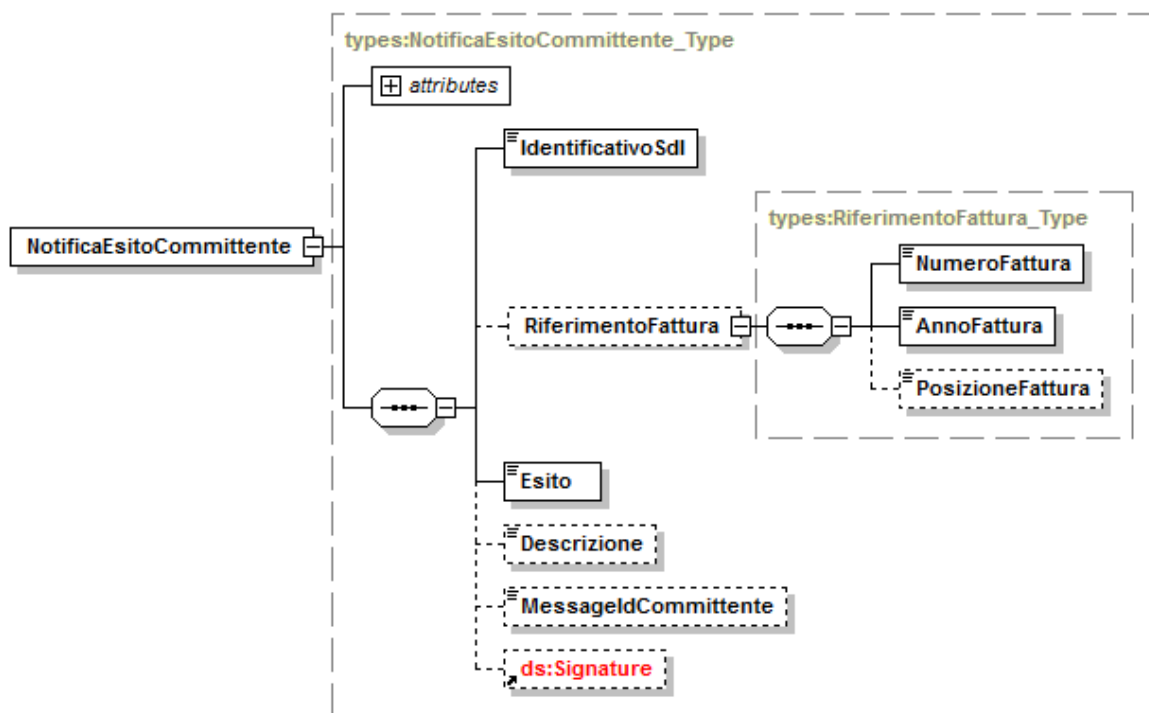 types:NotificaEsitoCommittente_Type
attributes
IdentificativoSdI
types:RiferimentoFattura_Type
NotificaEsitoCommittente
NumeroFattura
RiferimentoFattura
AnnoFattura
PosizioneFattura
Esito
Descrizione
MessageIdCommittente
ds:Signature